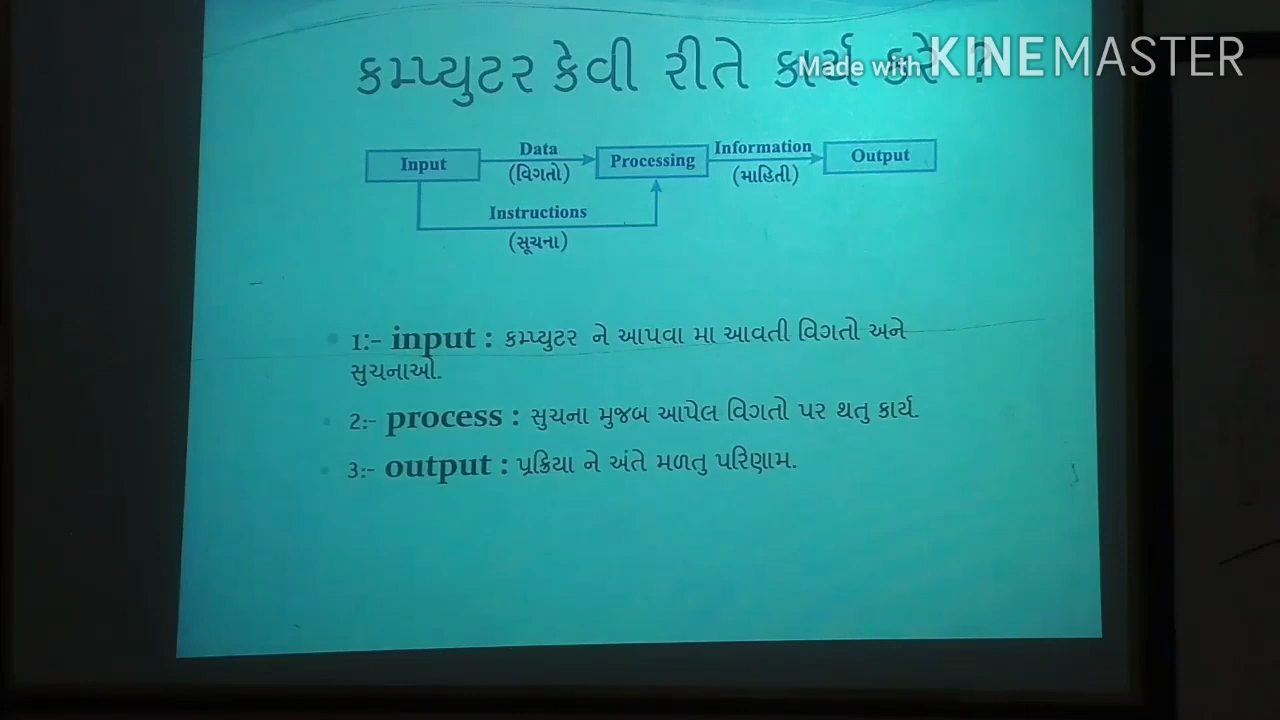 કમ્પ્યુટર કેવી રીતે કાર્ય કરે ?
Made with KINEMASTER
Input
Data
(વિગતો)
Processing
Information
(માહિતી)
Output
Instructions
(સૂચના)
1:- input : કમ્પ્યુટર ને આપવા મા આવતી વિગતો અને
સુચનાઓ.
2:- process : સુચના મુજબ આપેલ વિગતો પર થતુ કાર્ય.
3:- output : પ્રક્રિયા ને અંતે મળતુ પરિણામ.